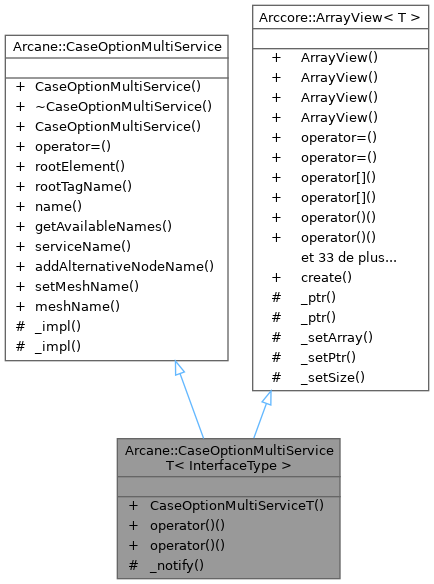 Arcane::CaseOptionMultiService
+ CaseOptionMultiService()
+ ~CaseOptionMultiService()
+ CaseOptionMultiService()
+ operator=()
+ rootElement()
+ rootTagName()
+ name()
+ getAvailableNames()
+ serviceName()
+ addAlternativeNodeName()
+ setMeshName()
+ meshName()
# _impl()
# _impl()
Arccore::ArrayView< T >
+ ArrayView()
+ ArrayView()
+ ArrayView()
+ ArrayView()
+ operator=()
+ operator=()
+ operator[]()
+ operator[]()
+ operator()()
+ operator()()
et 33 de plus...
+ create()
# _ptr()
# _ptr()
# _setArray()
# _setPtr()
# _setSize()
Arcane::CaseOptionMultiService
T< InterfaceType >
+ CaseOptionMultiServiceT()
+ operator()()
+ operator()()
# _notify()